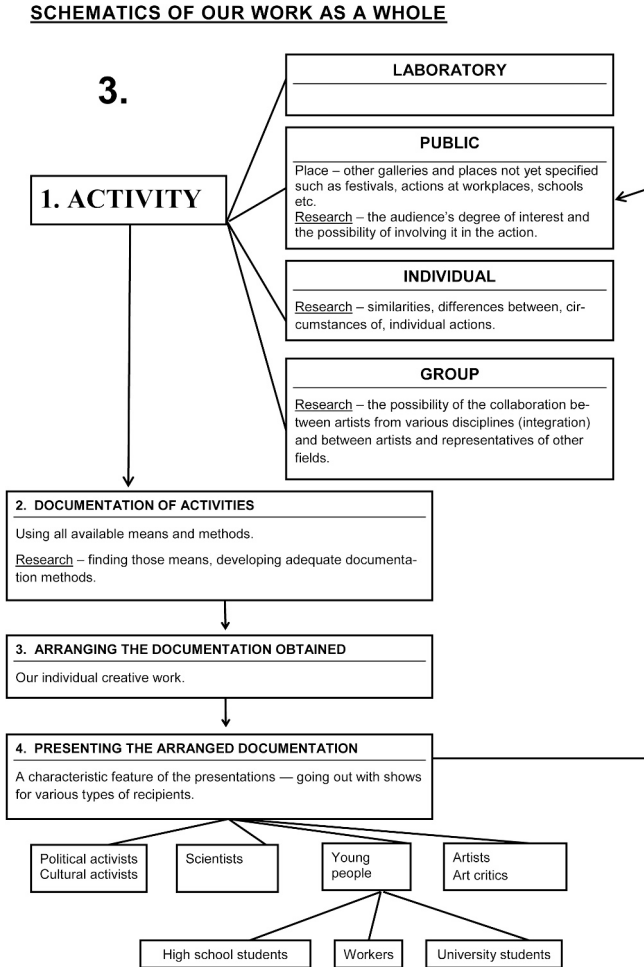 SCHEMATICS OF OUR WORK AS A WHOLE
3.
LABORATORY
PUBLIC
Place – other galleries and places not yet specified
such as festivals, actions at workplaces, schools
etc.
Research – the audience's degree of interest and
the possibility of involving it in the action.
1. ACTIVITY
INDIVIDUAL
Research – similarities, differences between, cir-
cumstances of, individual actions.
GROUP
Research – the possibility of the collaboration be-
tween artists from various disciplines (integration)
and between artists and representatives of other
fields.
2. DOCUMENTATION OF ACTIVITIES
Using all available means and methods.
Research – finding those means, developing adequate documenta-
tion methods.
3. ARRANGING THE DOCUMENTATION OBTAINED
Our individual creative work.
4. PRESENTING THE ARRANGED DOCUMENTATION
A characteristic feature of the presentations — going out with shows
for various types of recipients.
Political activists
Cultural activists
Scientists
Young
people
Artists
Art critics
High school students
Workers
University students